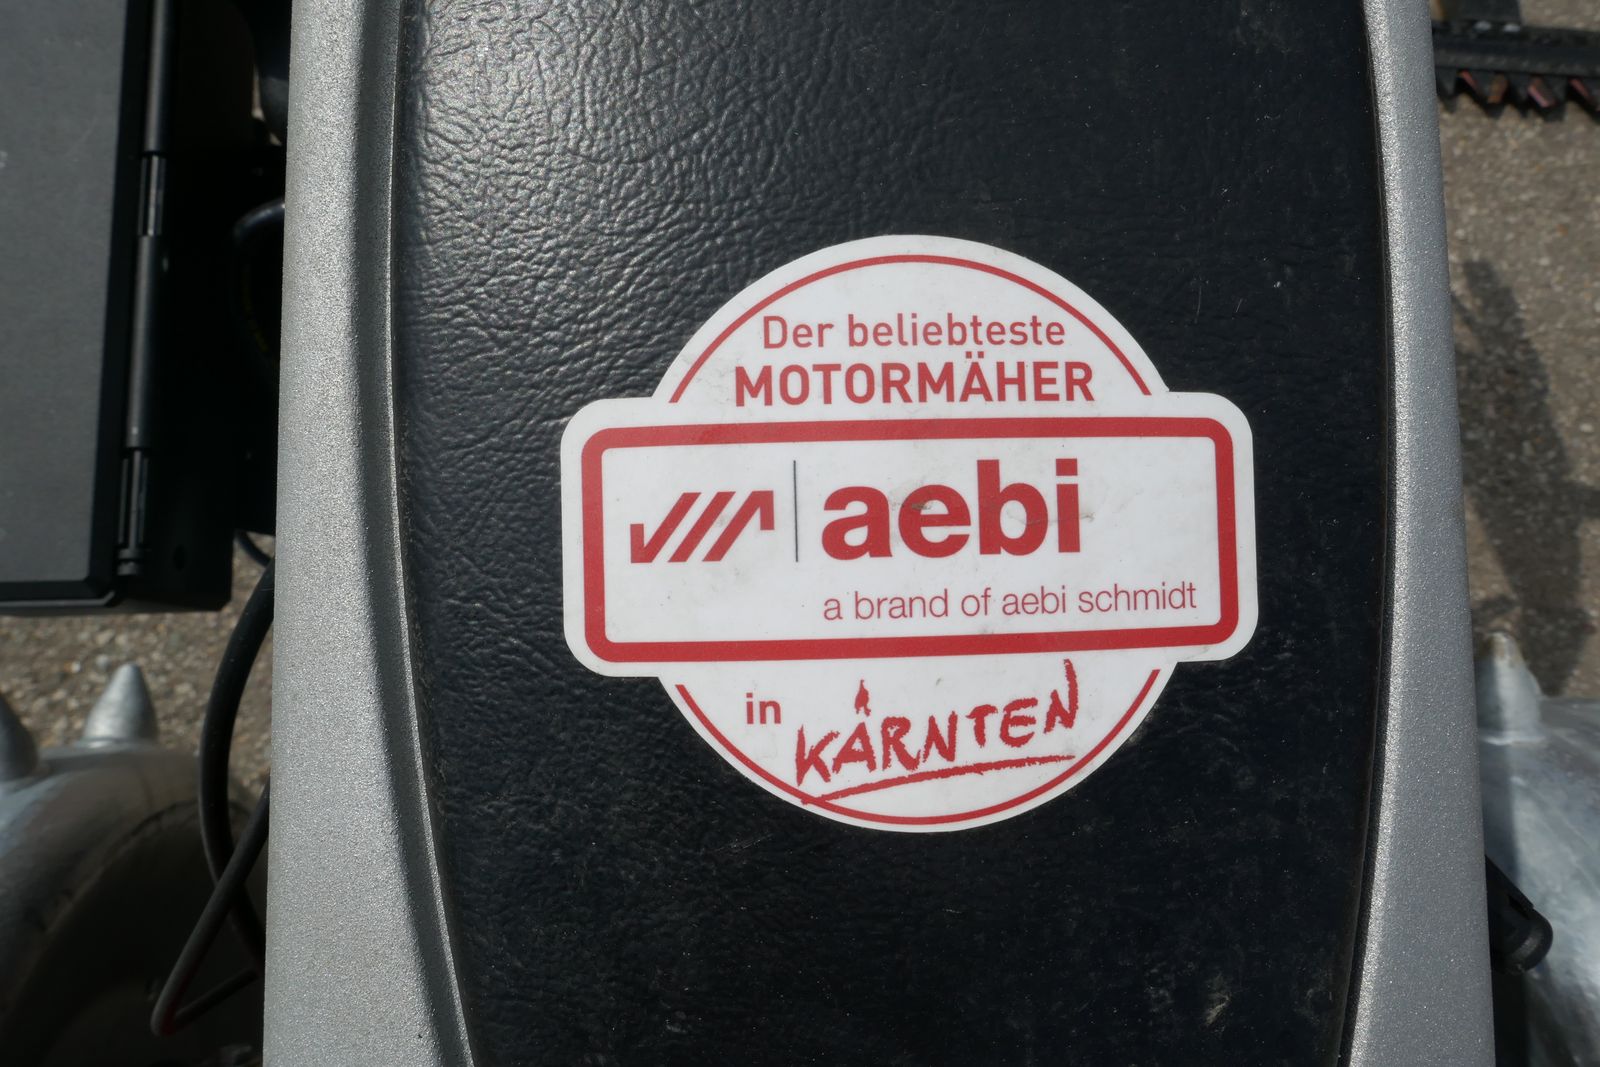 Der beliebteste
MOTORMÄHER
aebi
a brand of aebi schmidt
in KÄRNTEN